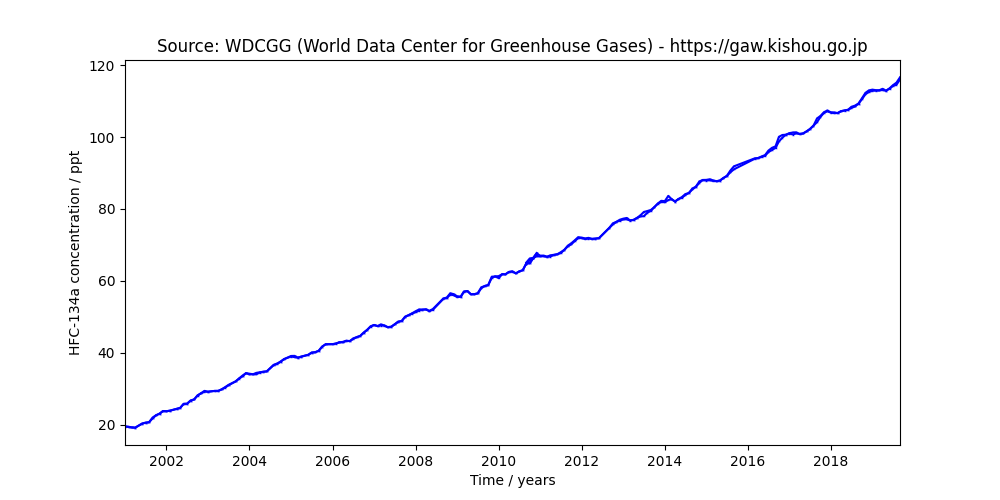 Source: WDCGG (World Data Center for Greenhouse Gases) - https://gaw.kishou.go.jp
120
100
80
60
40
20
HFC-134a concentration / ppt
2002 2004 2006 2008 2010 2012 2014 2016 2018
Time / years